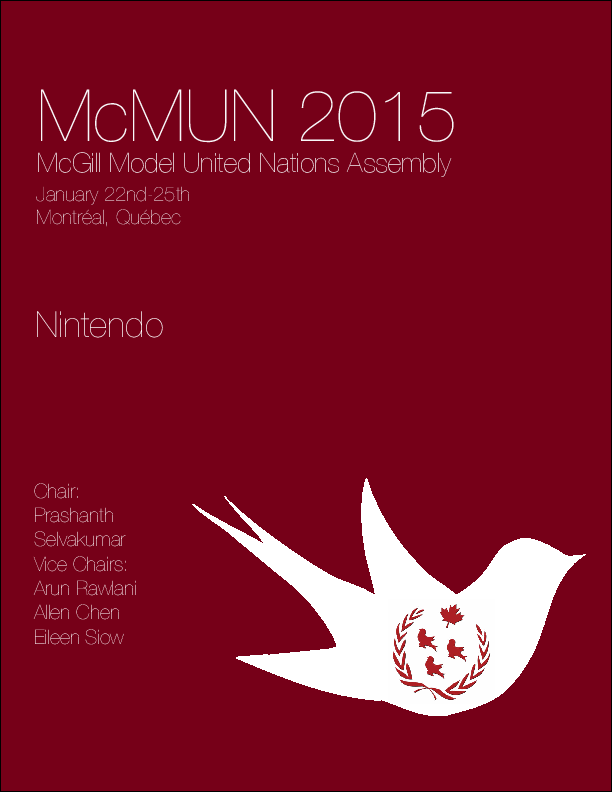 McMUN 2015
McGill Model United Nations Assembly
January 22nd-25th
Montréal, Québec
Nintendo
Chair:
Prashanth
Selvakumar
Vice Chairs:
Arun Rawlani
Allen Chen
Eileen Siow